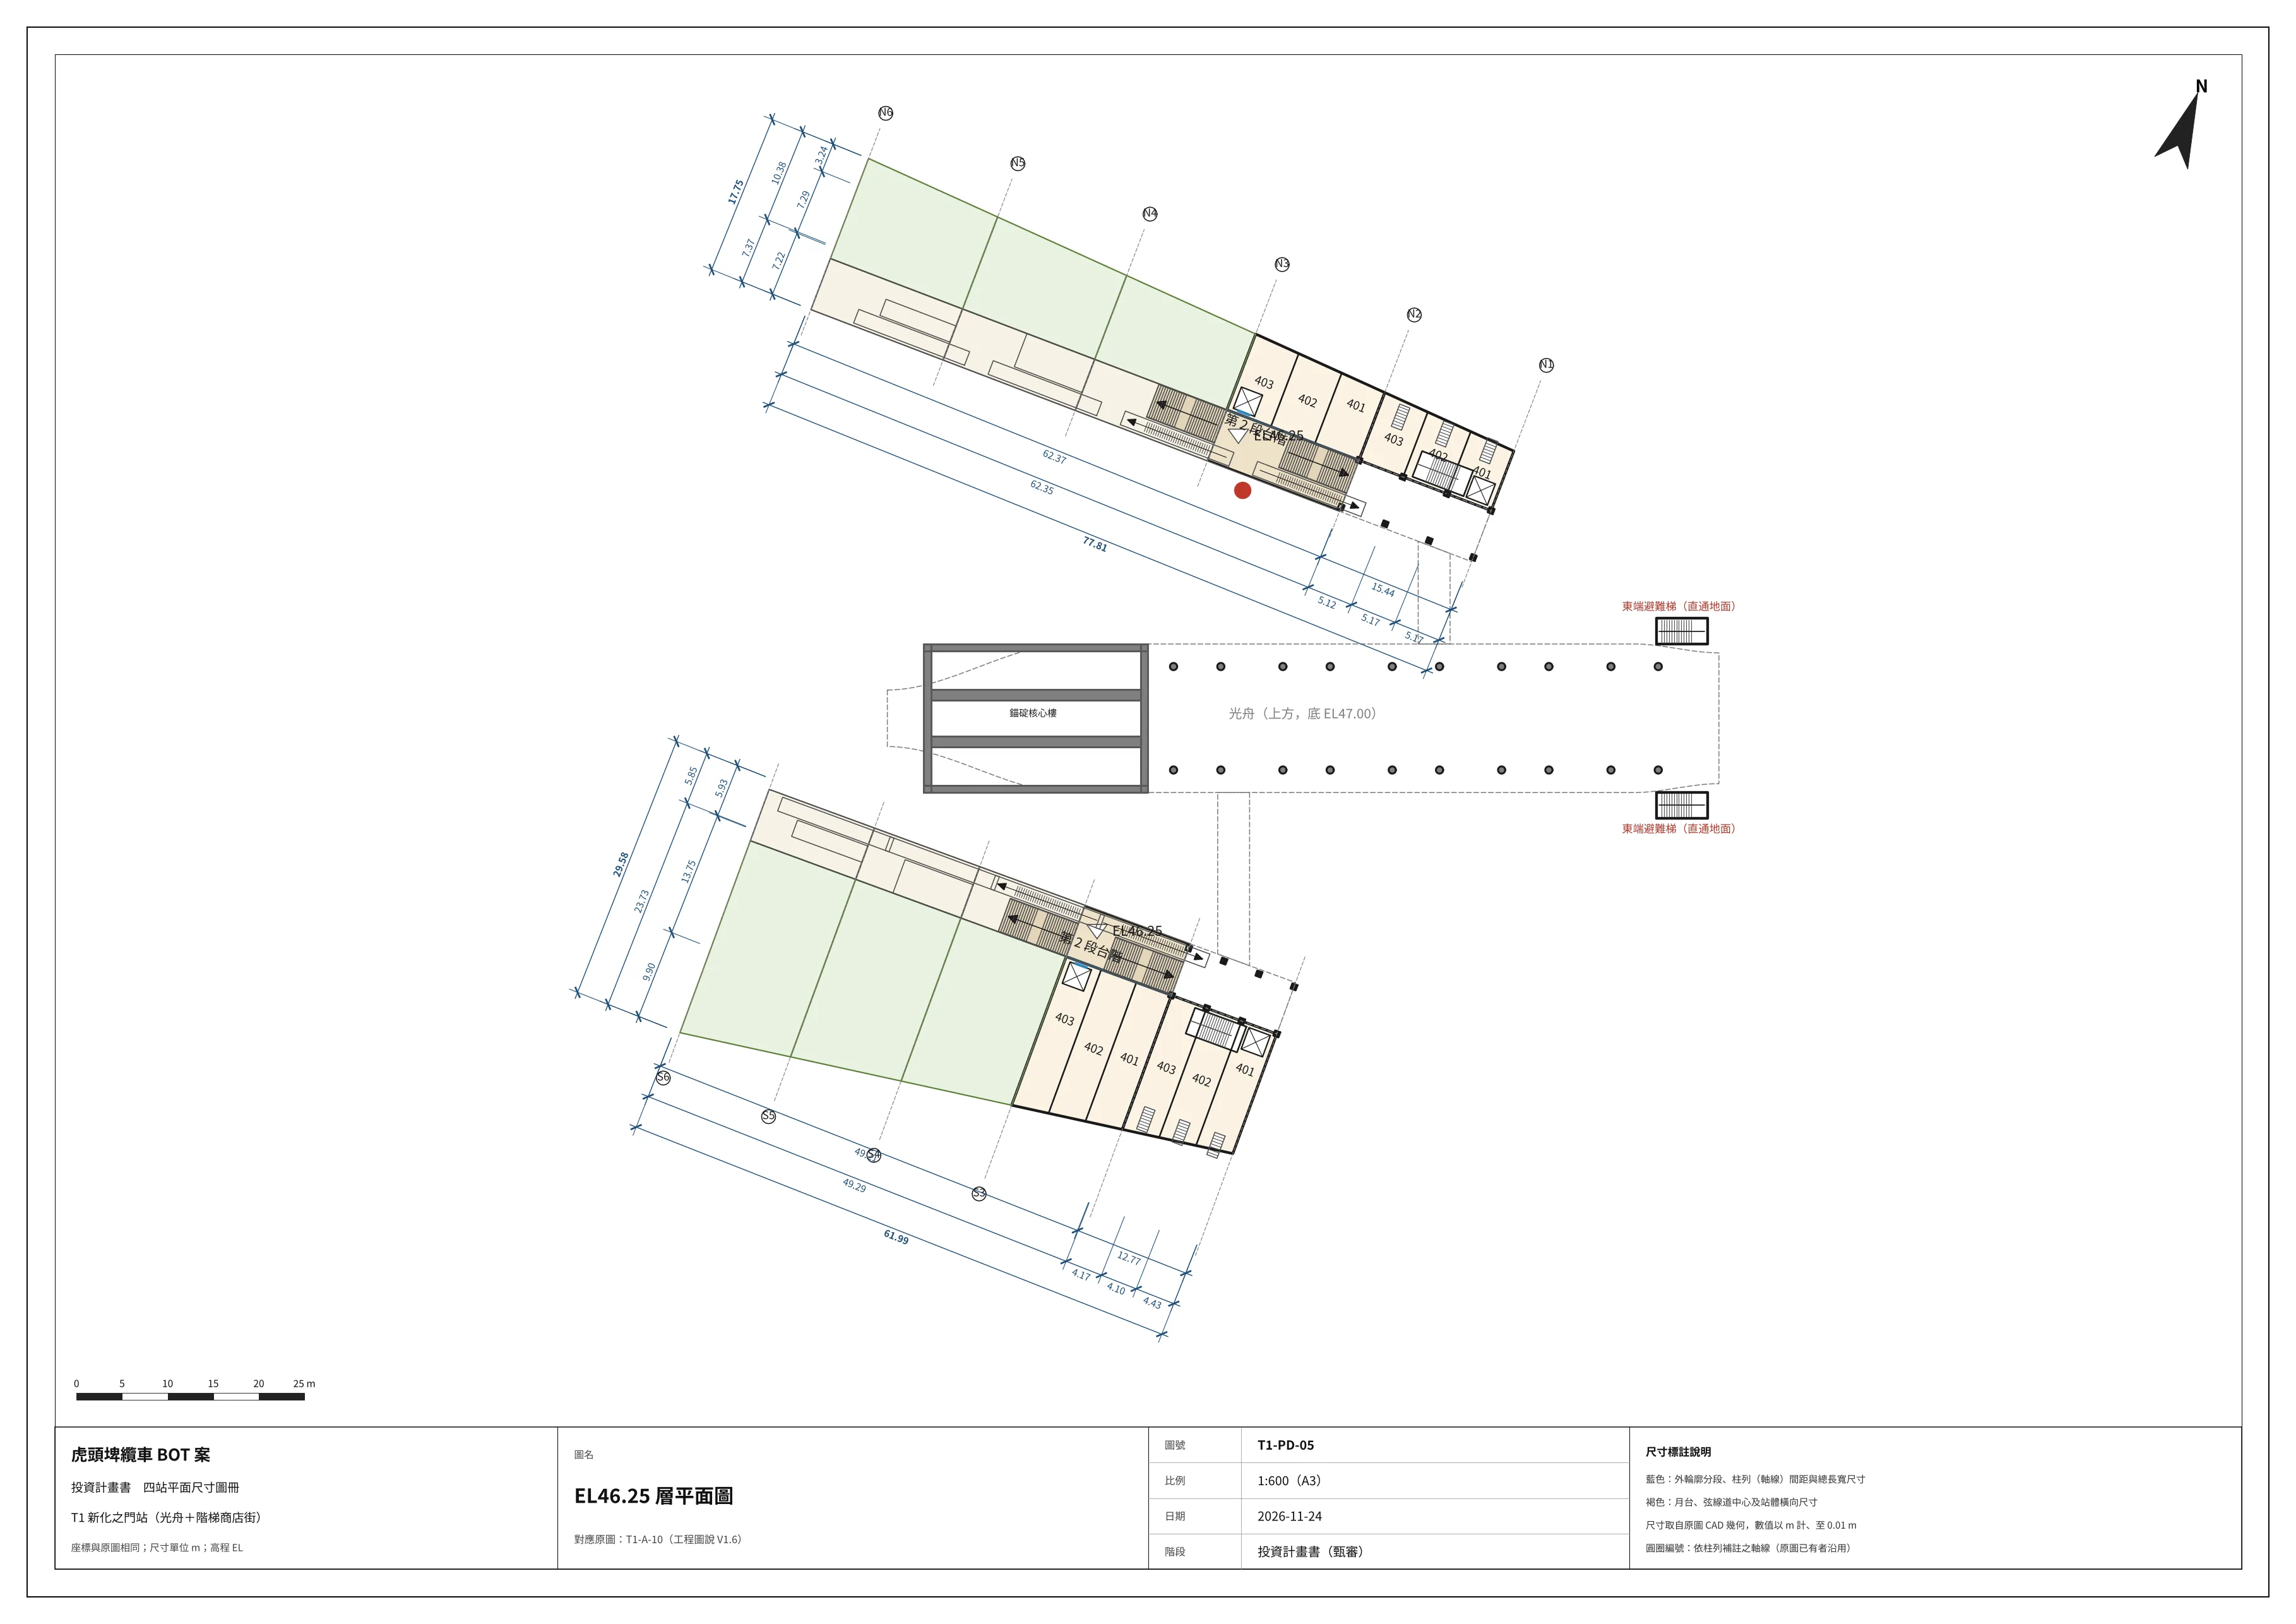 N
N6
N5
N4
N3
N2
N1
17.75
10.38
3.24
7.29
7.37
7.22
403
402
401
403
402
401
第２段台階
EL46.25
62.37
62.35
77.81
15.44
5.12
5.17
5.17
東端避難梯（直通地面）
錨碇核心樓
光舟（上方，底 EL47.00）
東端避難梯（直通地面）
29.58
5.85
5.93
23.73
13.75
9.90
EL46.25
第２段台階
403
402
401
403
402
401
S6
S5
S4
S3
49.29
61.99
12.77
4.17
4.10
4.43
0 5 10 15 20 25 m
虎頭埤纜車 BOT 案
投資計畫書　四站平面尺寸圖冊
T1 新化之門站（光舟＋階梯商店街）
座標與原圖相同；尺寸單位 m；高程 EL
圖名
EL46.25 層平面圖
對應原圖：T1-A-10（工程圖說 V1.6）
圖號 T1-PD-05
比例 1:600（A3）
日期 2026-11-24
階段 投資計畫書（甄審）
尺寸標註說明
藍色：外輪廓分段、柱列（軸線）間距與總長寬尺寸
褐色：月台、弦線道中心及站體橫向尺寸
尺寸取自原圖 CAD 幾何，數值以 m 計、至 0.01 m
圓圈編號：依柱列補註之軸線（原圖已有者沿用）